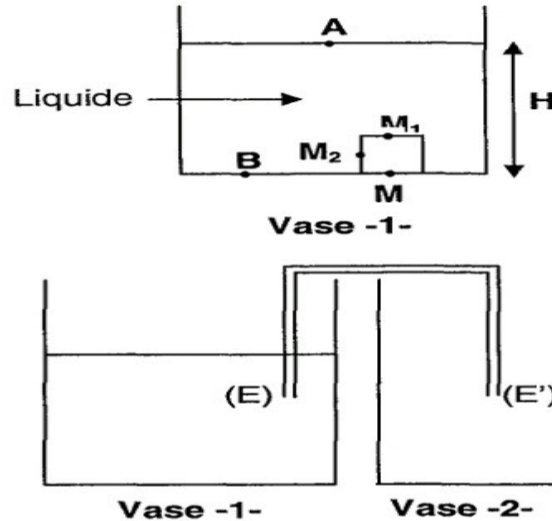 A
Liquide
H
M₁
M₂
B
M
Vase -1-
(E)
(E')
Vase -1-
Vase -2-